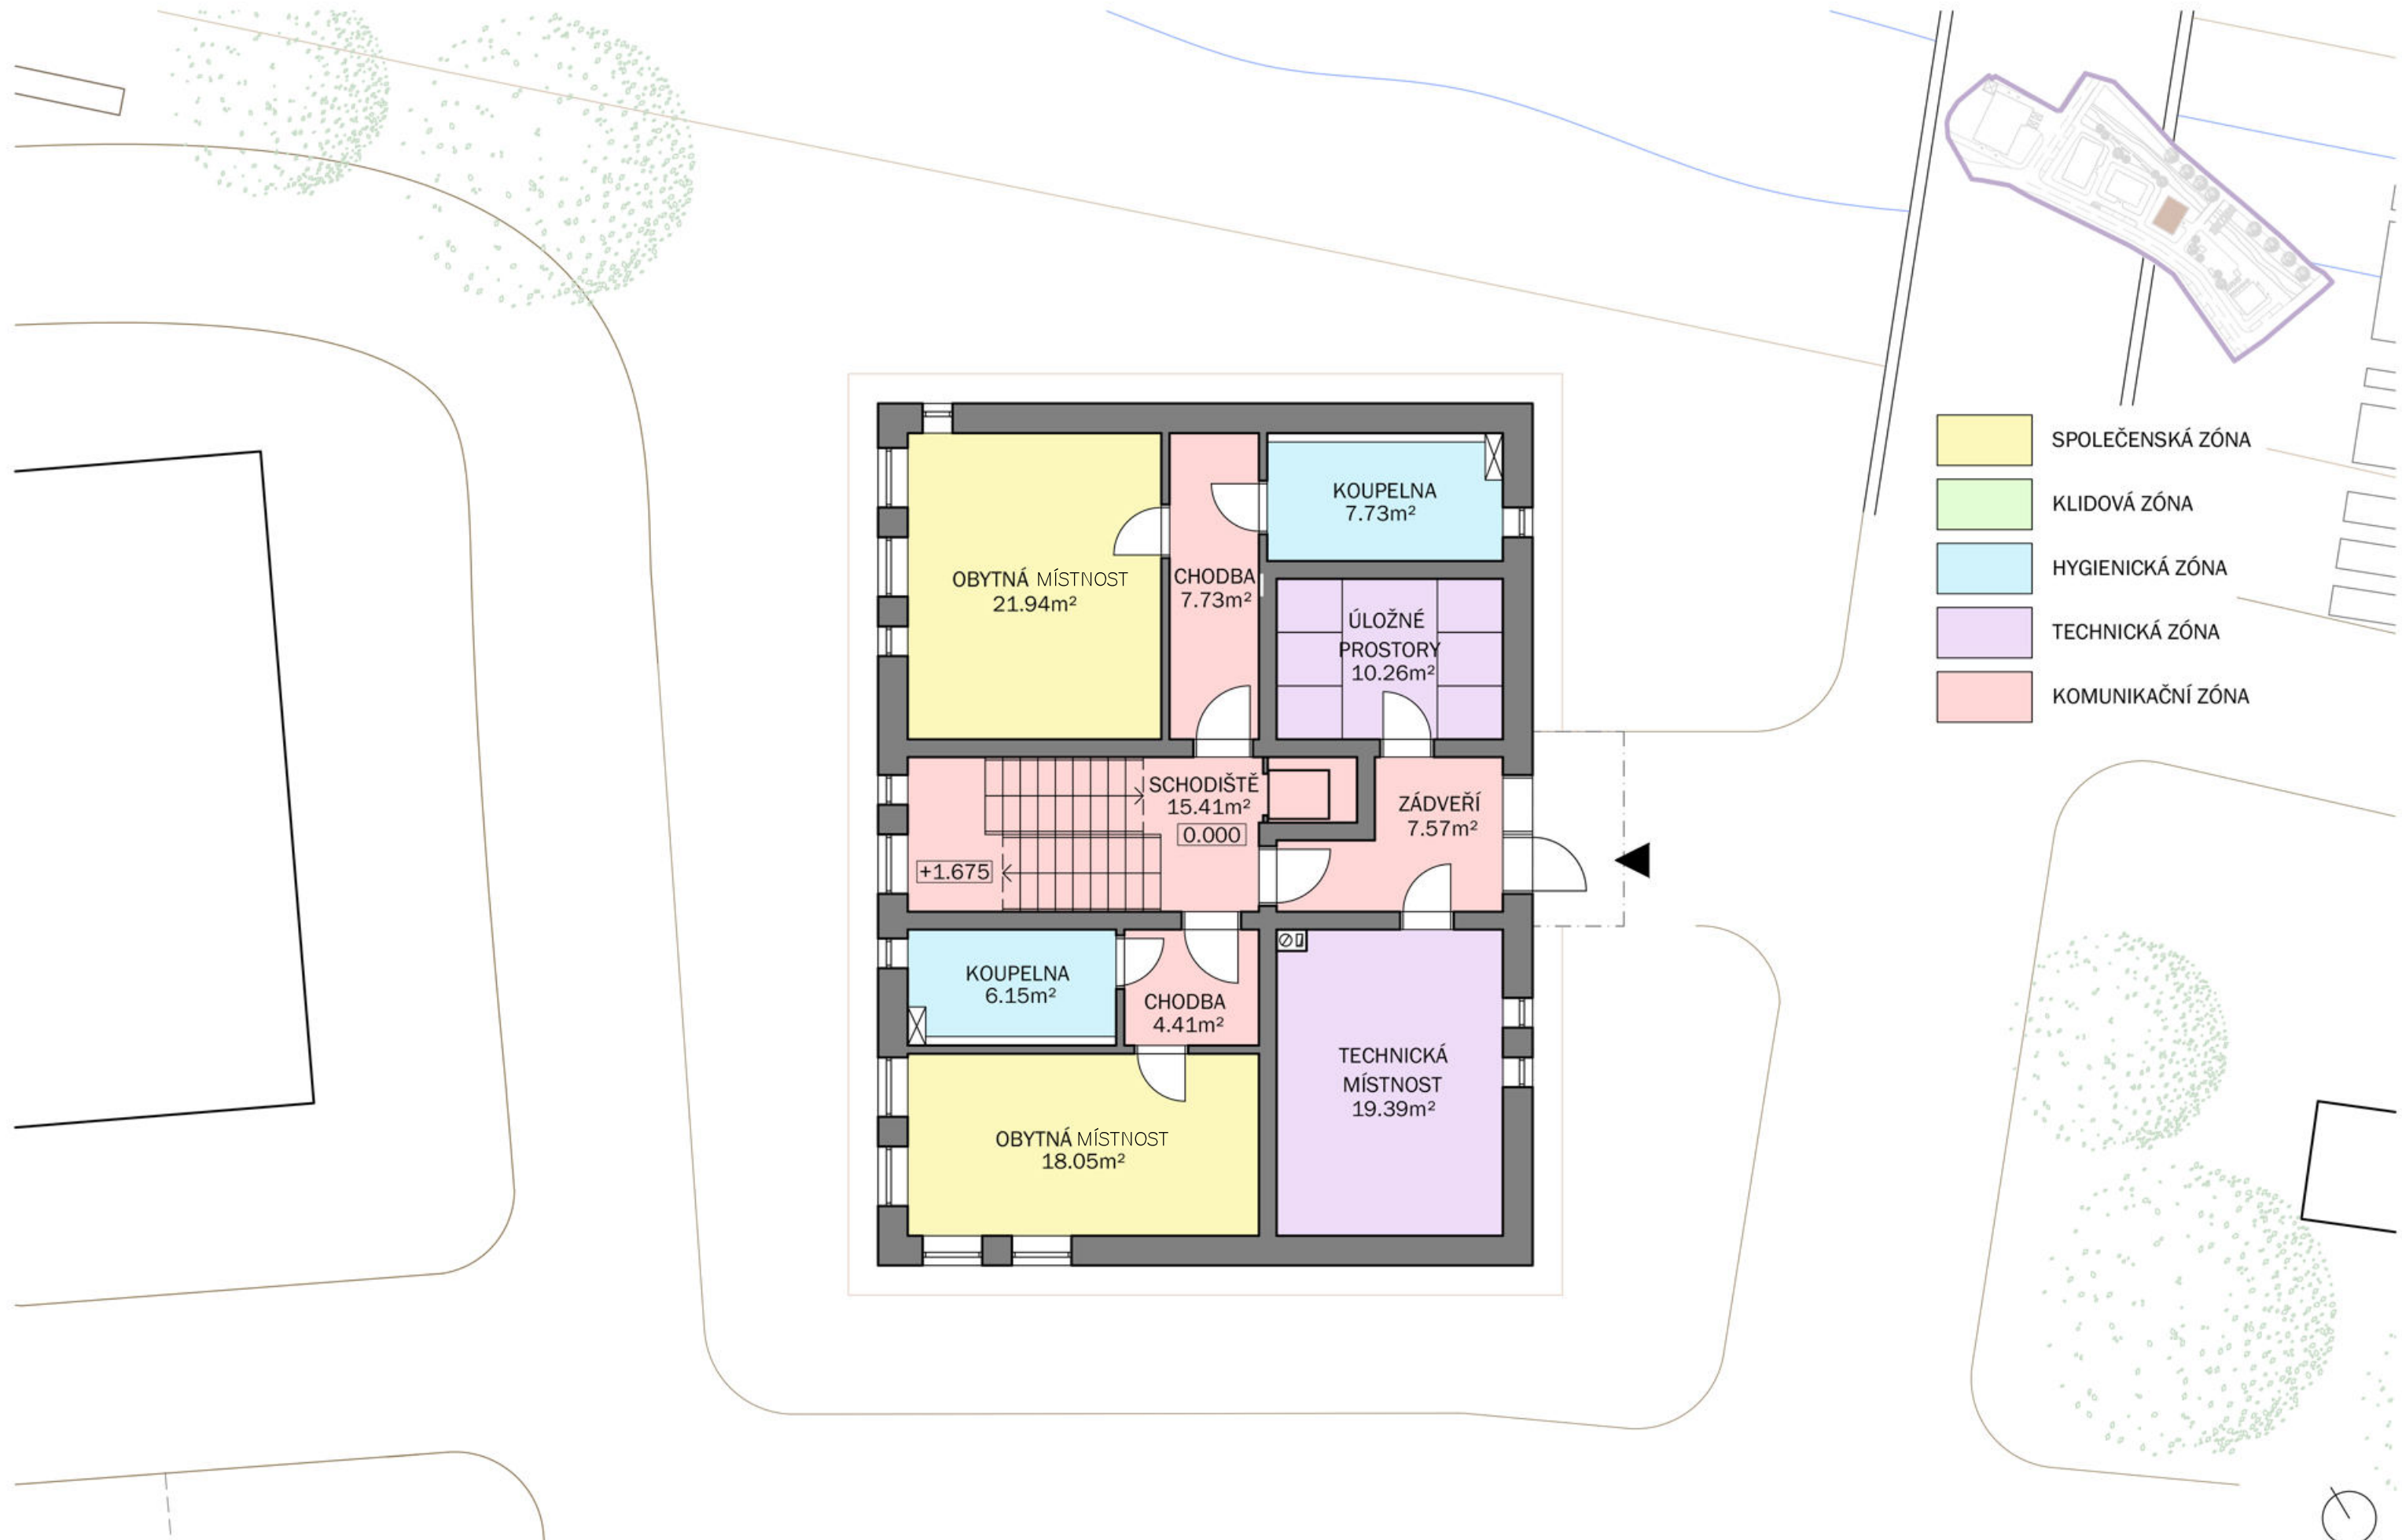 KOUPELNA
7.73m²
OBYTNÁ MÍSTNOST
21.94m²
CHODBA
7.73m²
ÚLOŽNÉ
PROSTORY
10.26m²
SCHODIŠTĚ
15.41m²
0.000
+1.675
ZÁDVEŘÍ
7.57m²
KOUPELNA
6.15m²
CHODBA
4.41m²
OBYTNÁ MÍSTNOST
18.05m²
TECHNICKÁ
MÍSTNOST
19.39m²
SPOLEČENSKÁ ZÓNA
KLIDOVÁ ZÓNA
HYGIENICKÁ ZÓNA
TECHNICKÁ ZÓNA
KOMUNIKAČNÍ ZÓNA